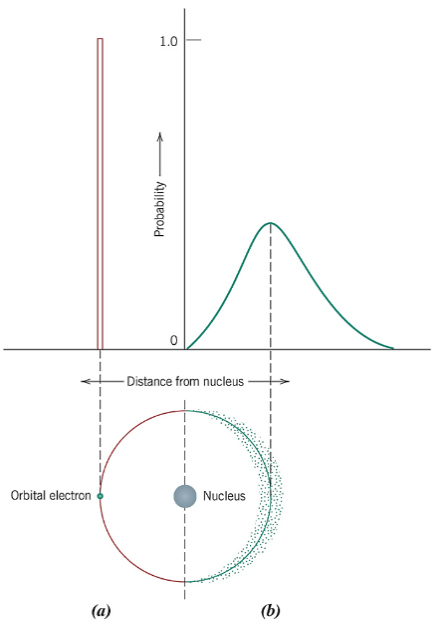 1.0
Probability
0
Distance from nucleus
Orbital electron
Nucleus
(a)
(b)